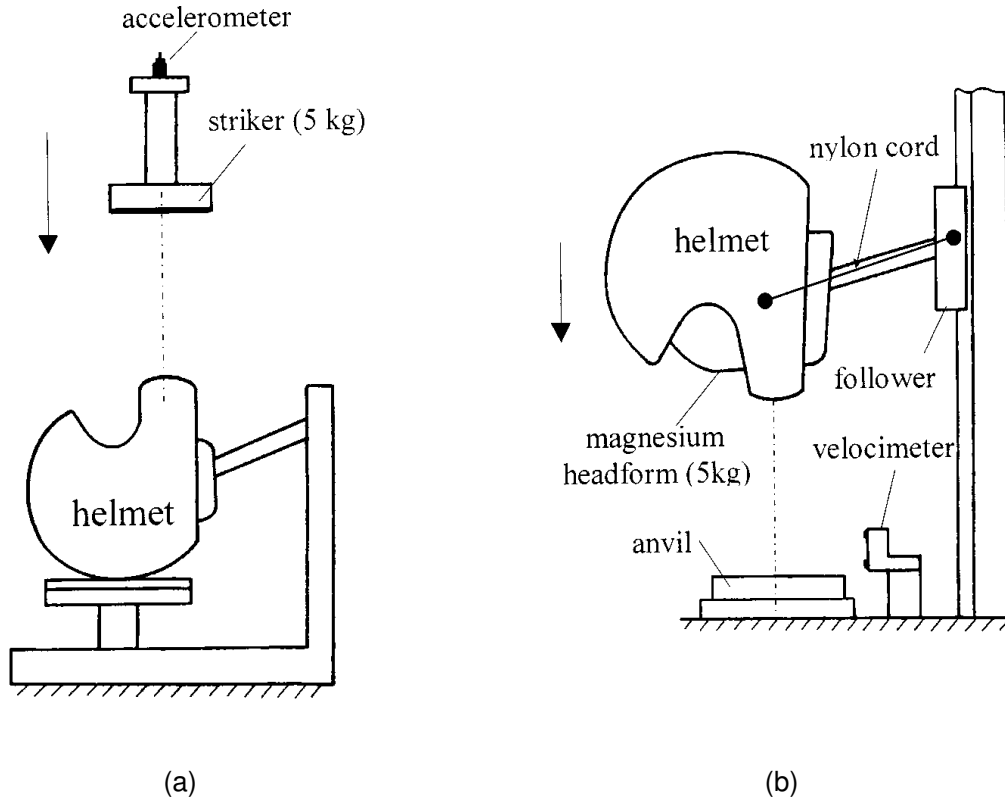 accelerometer
striker (5 kg)
helmet
(a)
nylon cord
helmet
follower
magnesium
headform (5kg)
velocimeter
anvil
(b)